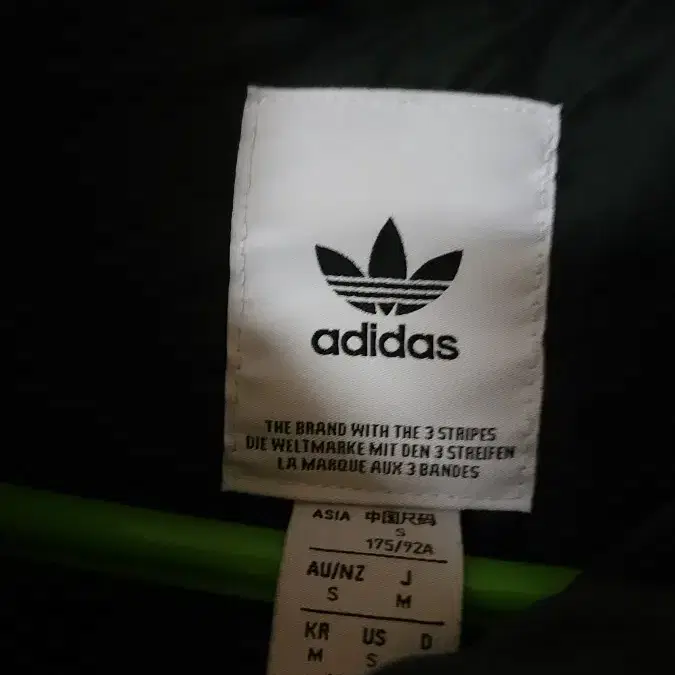 adidas
THE BRAND WITH THE 3 STRIPES
DIE WELTMARKE MIT DEN 3 STREIFEN
LA MARQUE AUX 3 BANDES
ASIA 中国尺码
S
175/92A
AU/NZ J
S M
KR US D
M S